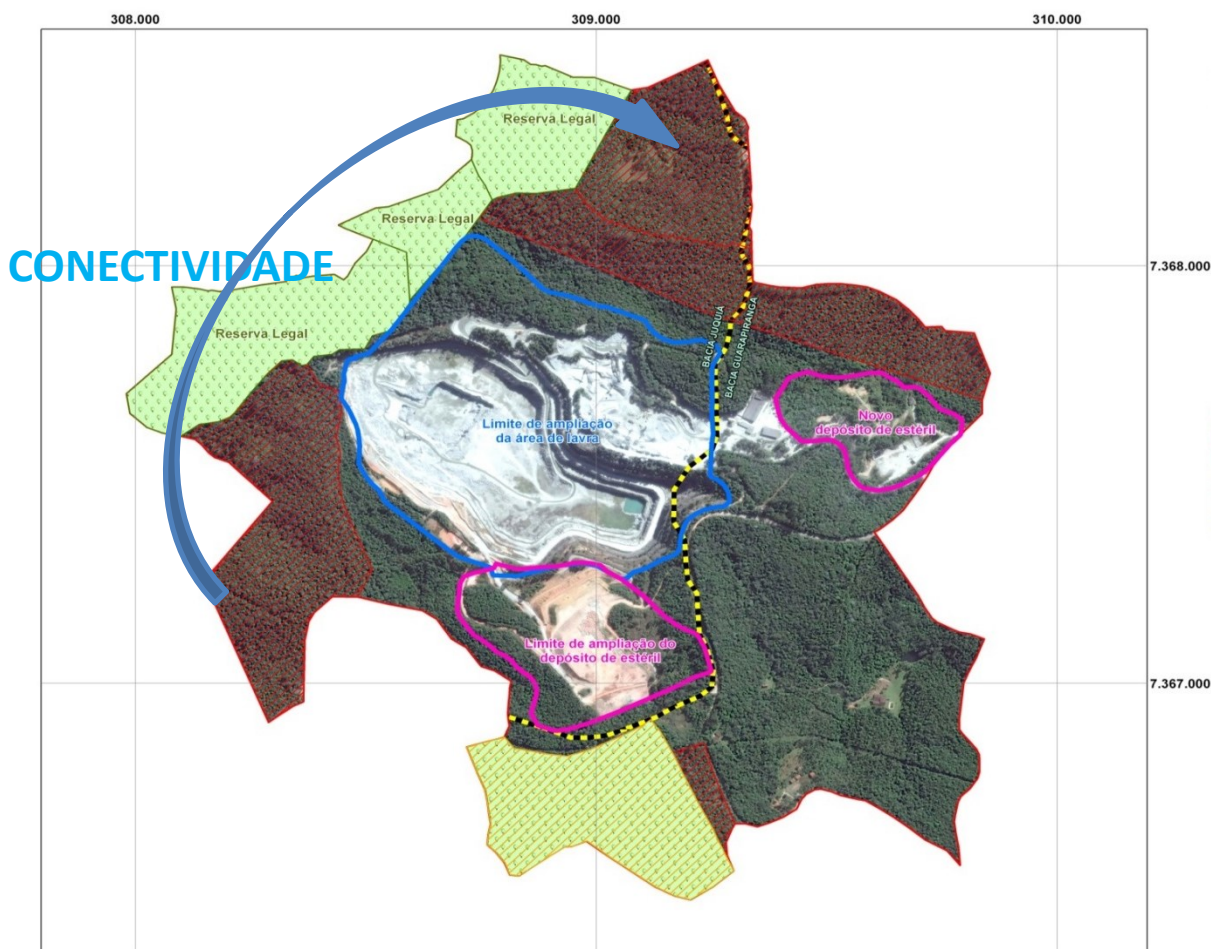 308.000
309.000
310.000
Reserva Legal
Reserva Legal
CONECTIVIDADE
7.368.000
Reserva Legal
BACIA JUQUIÁ
BACIA GUARAPIRANGA
Limite de ampliação
da área de lavra
Novo
depósito de estéril
Limite de ampliação do
depósito de estéril
7.367.000